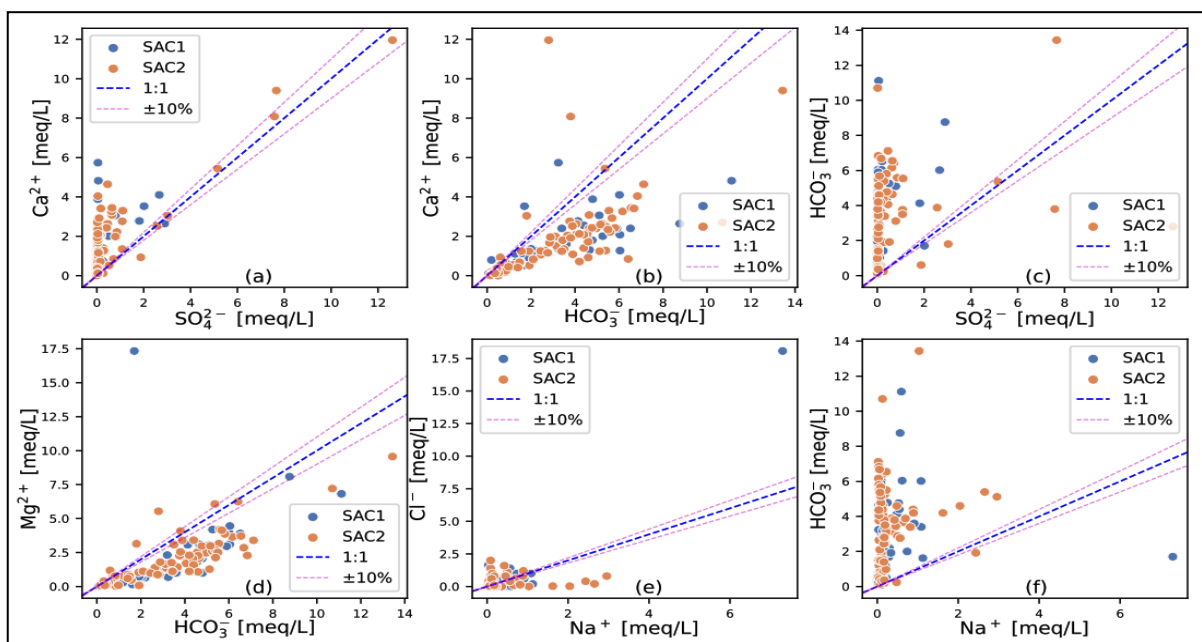 12
10
8
6
4
2
0
Ca²⁺ [meq/L]
SAC1
SAC2
1:1
±10%
(a)
0 2 4 6 8 10 12
SO₄²⁻ [meq/L]
12
10
8
6
4
2
0
Ca²⁺ [meq/L]
SAC1
SAC2
1:1
±10%
(b)
0 2 4 6 8 10 12 14
HCO₃⁻ [meq/L]
14
12
10
8
6
4
2
0
HCO₃⁻ [meq/L]
SAC1
SAC2
1:1
±10%
(c)
0 2 4 6 8 10 12
SO₄²⁻ [meq/L]
17.5
15.0
12.5
10.0
7.5
5.0
2.5
0.0
Mg²⁺ [meq/L]
SAC1
SAC2
1:1
±10%
(d)
0 2 4 6 8 10 12 14
HCO₃⁻ [meq/L]
17.5
15.0
12.5
10.0
7.5
5.0
2.5
0.0
Cl⁻ [meq/L]
SAC1
SAC2
1:1
±10%
(e)
0 2 4 6
Na⁺ [meq/L]
14
12
10
8
6
4
2
0
HCO₃⁻ [meq/L]
SAC1
SAC2
1:1
±10%
(f)
0 2 4 6
Na⁺ [meq/L]